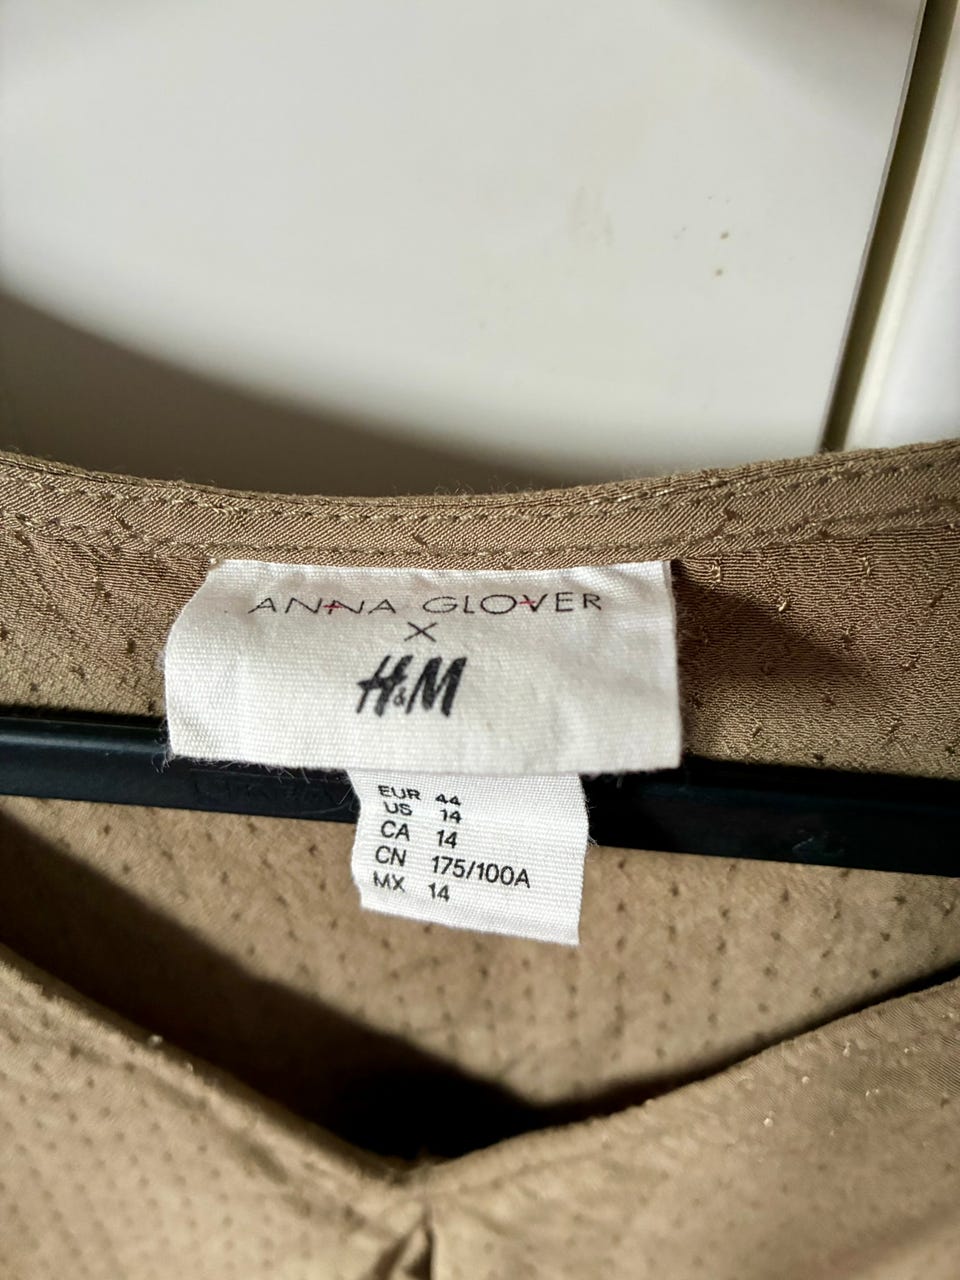 ANNA GLOVER
X
H&M
EUR 44
US 14
CA 14
CN 175/100A
MX 14